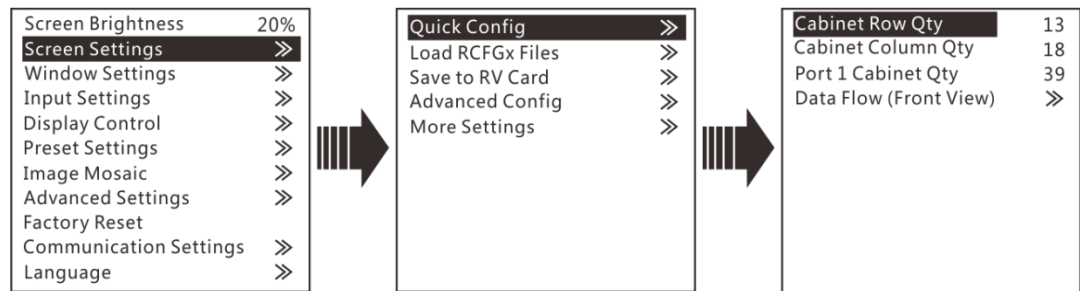 Screen Brightness 20%
Screen Settings »
Window Settings »
Input Settings »
Display Control »
Preset Settings »
Image Mosaic »
Advanced Settings »
Factory Reset
Communication Settings »
Language »
Quick Config »
Load RCFGx Files »
Save to RV Card »
Advanced Config »
More Settings »
Cabinet Row Qty 13
Cabinet Column Qty 18
Port 1 Cabinet Qty 39
Data Flow (Front View) »